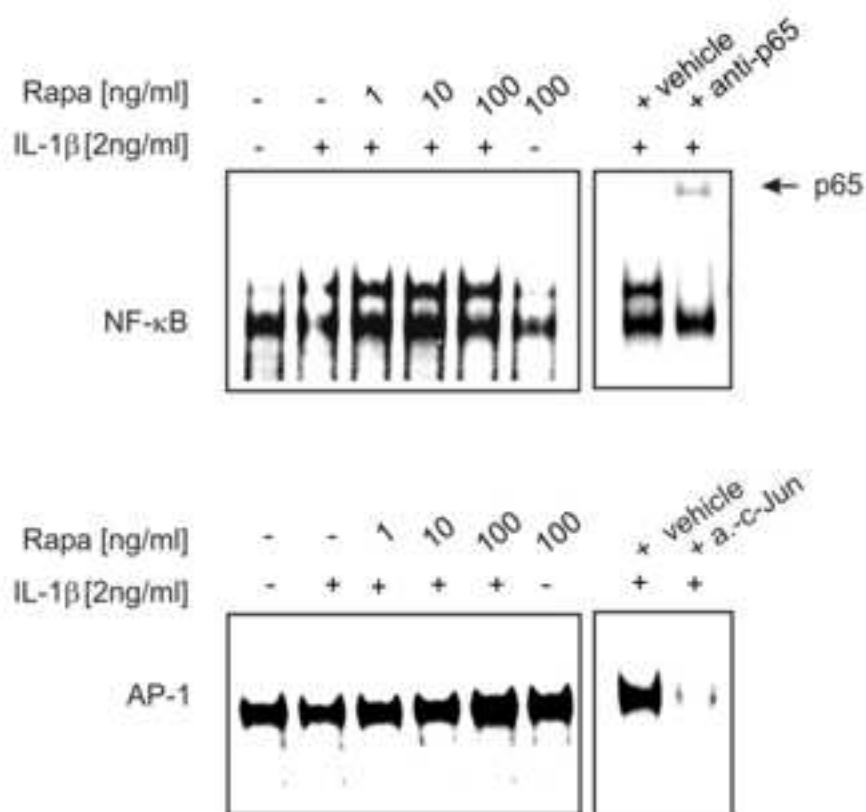 Rapa [ng/ml] - - 1 10 100 100 + vehicle + anti-p65
IL-1β[2ng/ml] - + + + + - + +
← p65
NF-κB
Rapa [ng/ml] - - 1 10 100 100 + vehicle + a.-c-Jun
IL-1β[2ng/ml] - + + + + - + +
AP-1